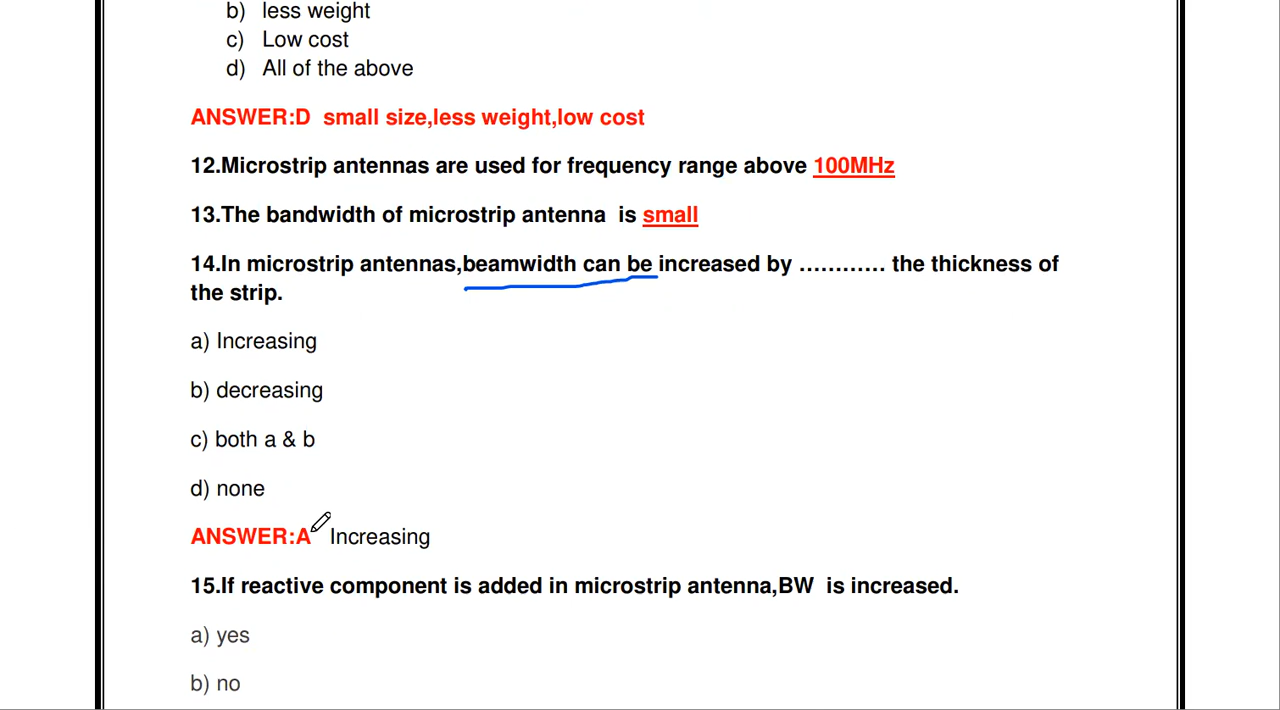 b) less weight
c) Low cost
d) All of the above
ANSWER:D small size,less weight,low cost
12.Microstrip antennas are used for frequency range above 100MHz
13.The bandwidth of microstrip antenna is small
14.In microstrip antennas,beamwidth can be increased by ………… the thickness of
the strip.
a) Increasing
b) decreasing
c) both a & b
d) none
ANSWER:A Increasing
15.If reactive component is added in microstrip antenna,BW is increased.
a) yes
b) no